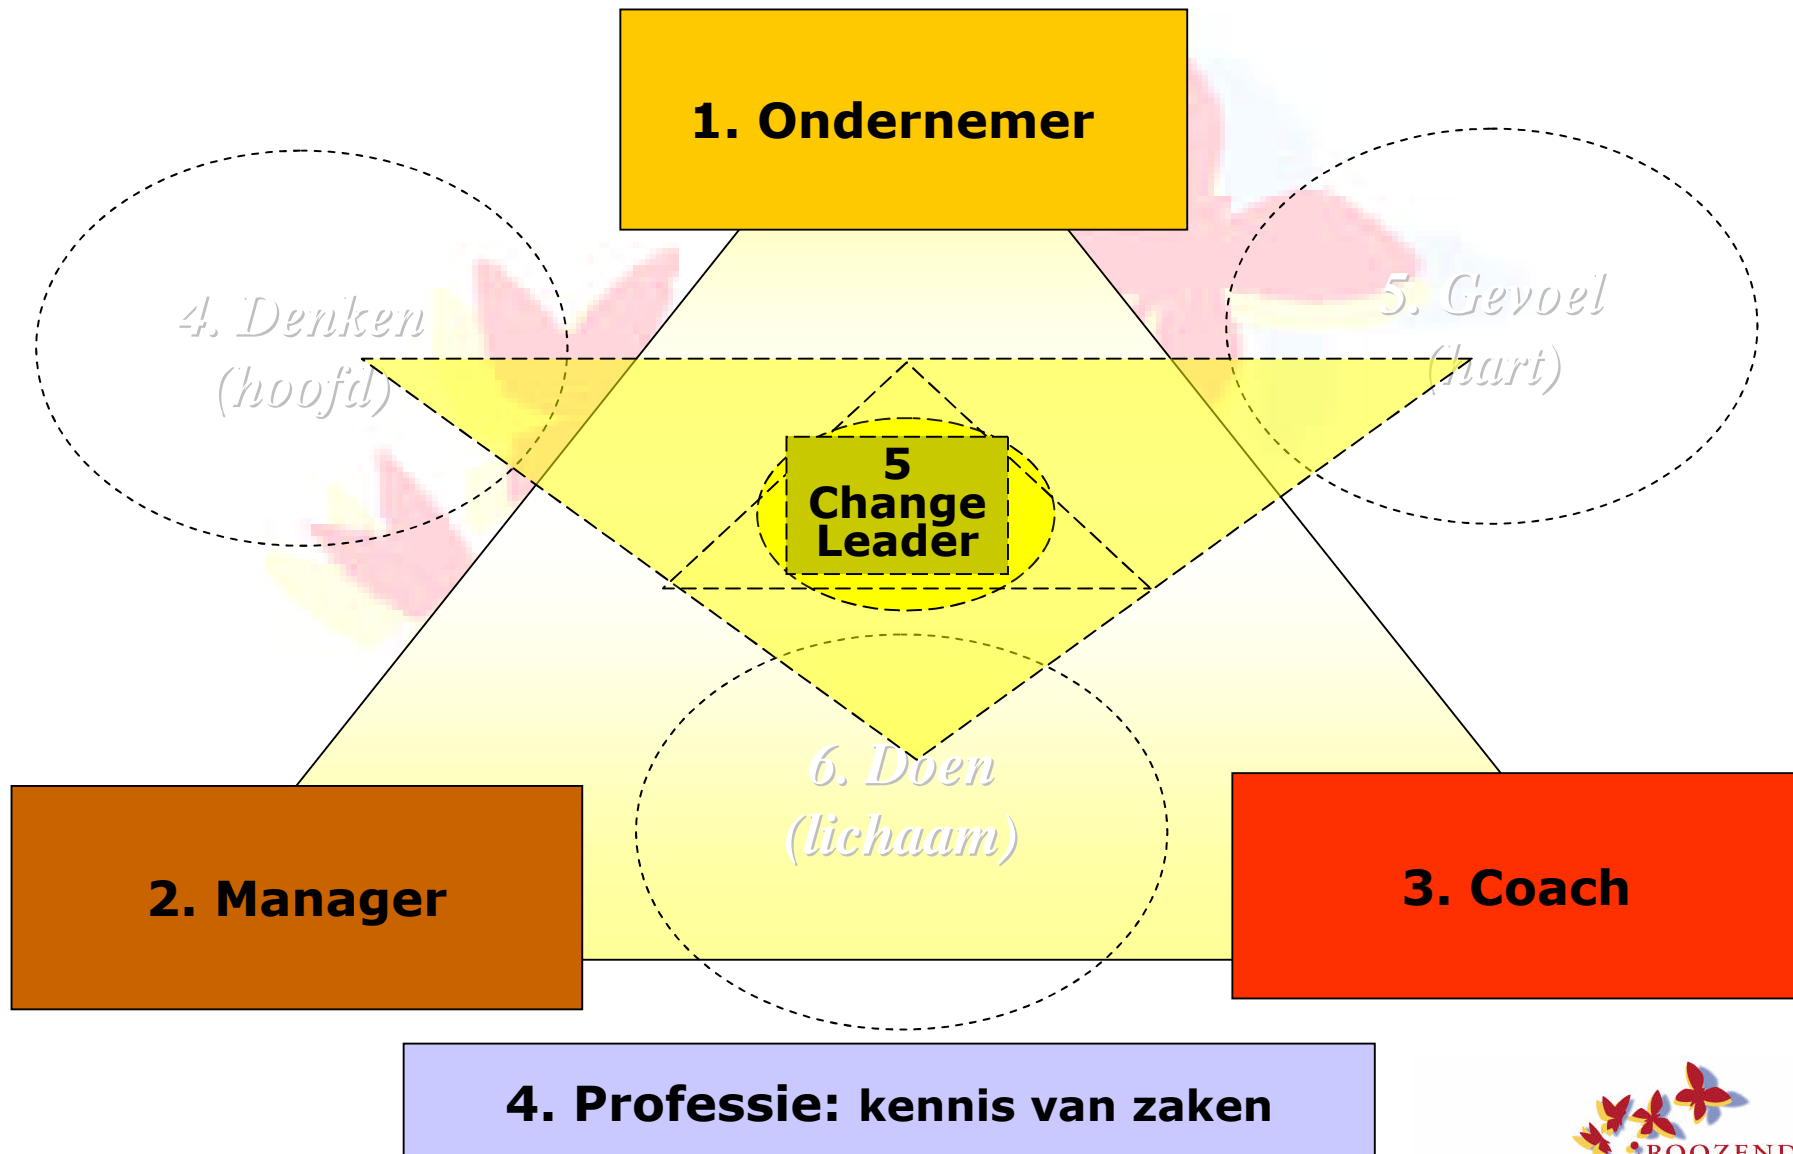 1. Ondernemer
4. Denken
(hoofd)
5. Gevoel
(hart)
5
Change
Leader
6. Doen
(lichaam)
2. Manager
3. Coach
4. Professie: kennis van zaken